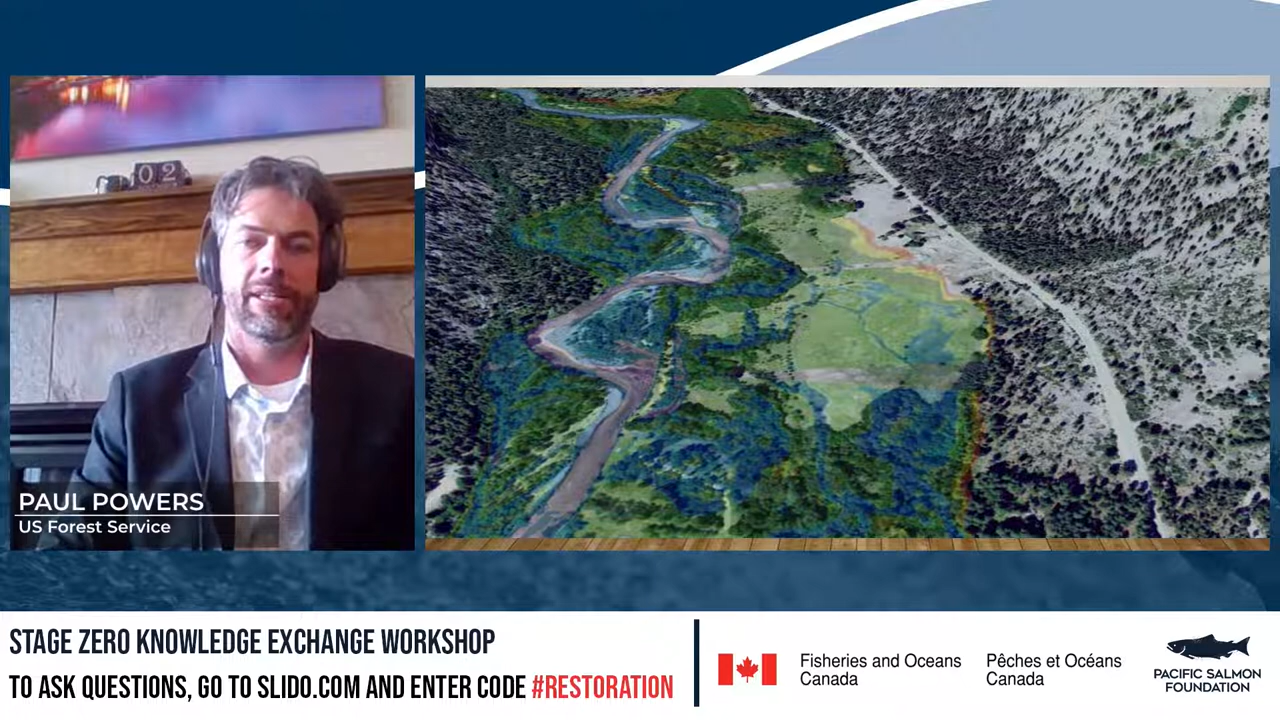 02
PAUL POWERS
US Forest Service
STAGE ZERO KNOWLEDGE EXCHANGE WORKSHOP
TO ASK QUESTIONS, GO TO SLIDO.COM AND ENTER CODE #RESTORATION
Fisheries and Oceans
Canada
Pêches et Océans
Canada
PACIFIC SALMON
FOUNDATION